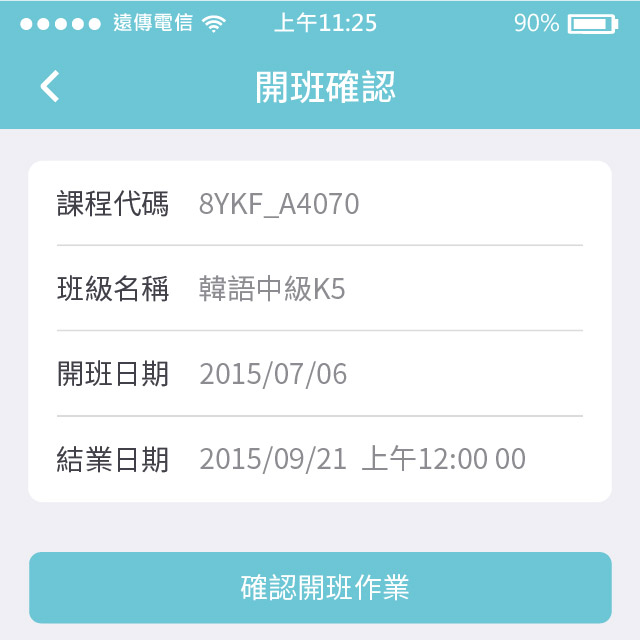 遠傳電信 上午11:25 90%
開班確認
課程代碼 8YKF_A4070
班級名稱 韓語中級K5
開班日期 2015/07/06
結業日期 2015/09/21 上午12:00 00
確認開班作業